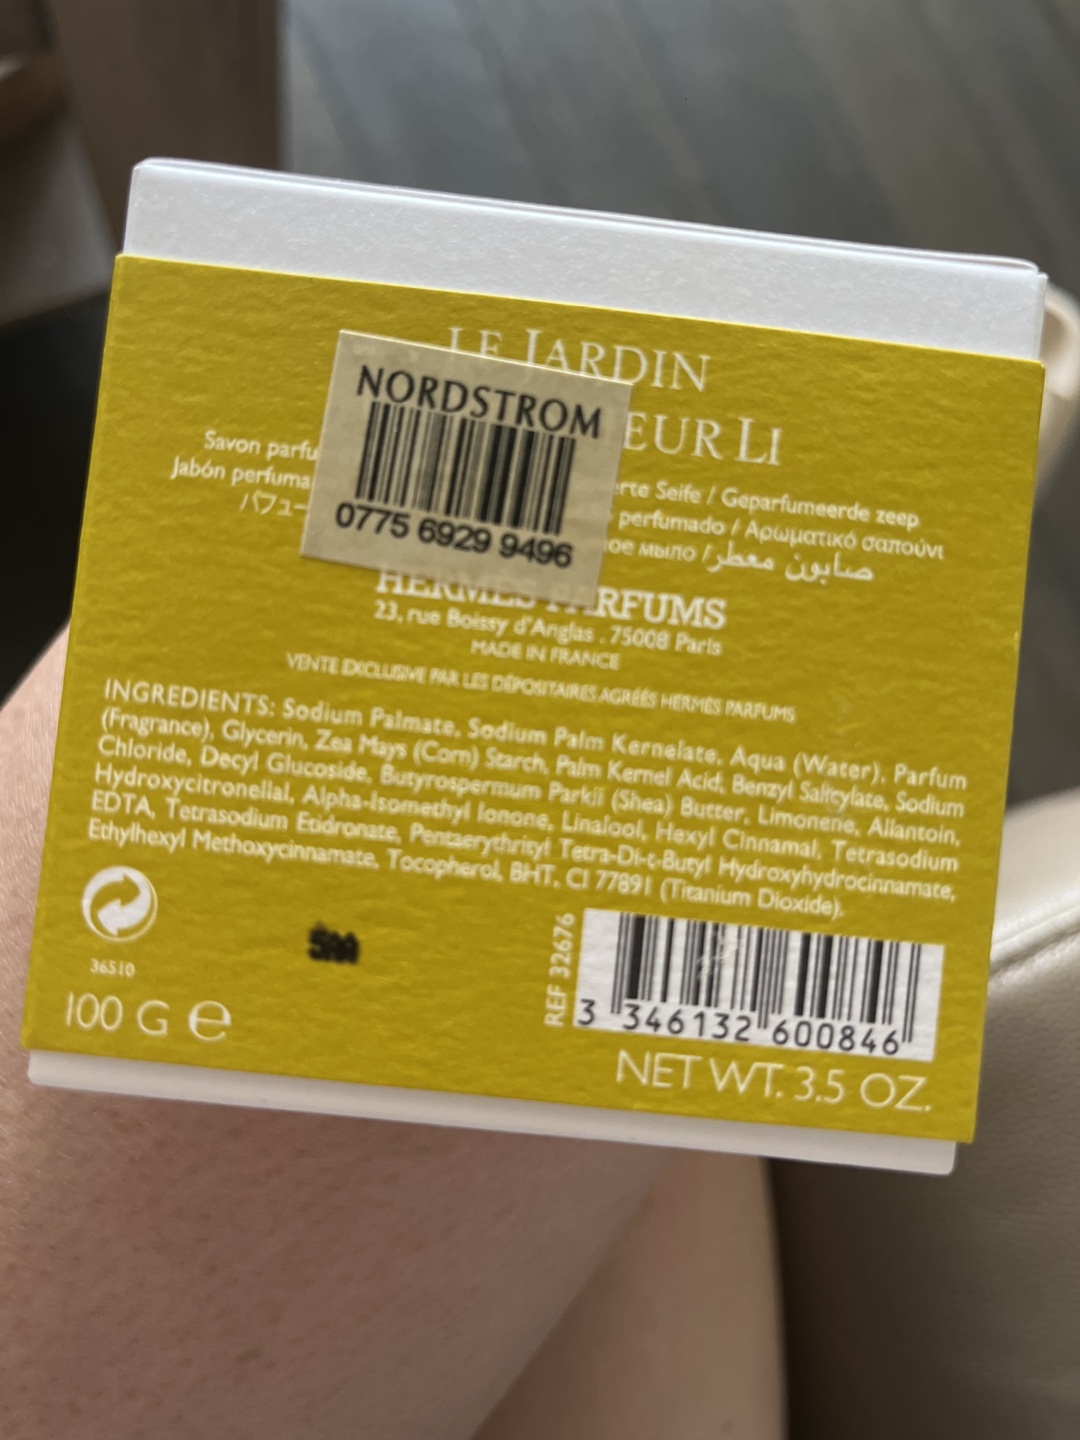 LE JARDIN
EUR LI
NORDSTROM
0775 6929 9496
Savon parfu rte Seife / Geparfumeerde zeep
Jabón perfuma perfumado / Αρωματικό σαπούνι
パフュー ое мыло / صابون معطر
HERMÈS PARFUMS
23, rue Boissy d'Anglas . 75008 Paris
MADE IN FRANCE
VENTE EXCLUSIVE PAR LES DÉPOSITAIRES AGRÉÉS HERMÈS PARFUMS
INGREDIENTS: Sodium Palmate, Sodium Palm Kernelate, Aqua (Water), Parfum
(Fragrance), Glycerin, Zea Mays (Corn) Starch, Palm Kernel Acid, Benzyl Salicylate, Sodium
Chloride, Decyl Glucoside, Butyrospermum Parkii (Shea) Butter, Limonene, Allantoin,
Hydroxycitronellal, Alpha-Isomethyl Ionone, Linalool, Hexyl Cinnamal, Tetrasodium
EDTA, Tetrasodium Etidronate, Pentaerythrityl Tetra-Di-t-Butyl Hydroxyhydrocinnamate,
Ethylhexyl Methoxycinnamate, Tocopherol, BHT, CI 77891 (Titanium Dioxide).
36510
5AA
100 G e
REF 32676
3 346132 600846
NET WT. 3.5 OZ.